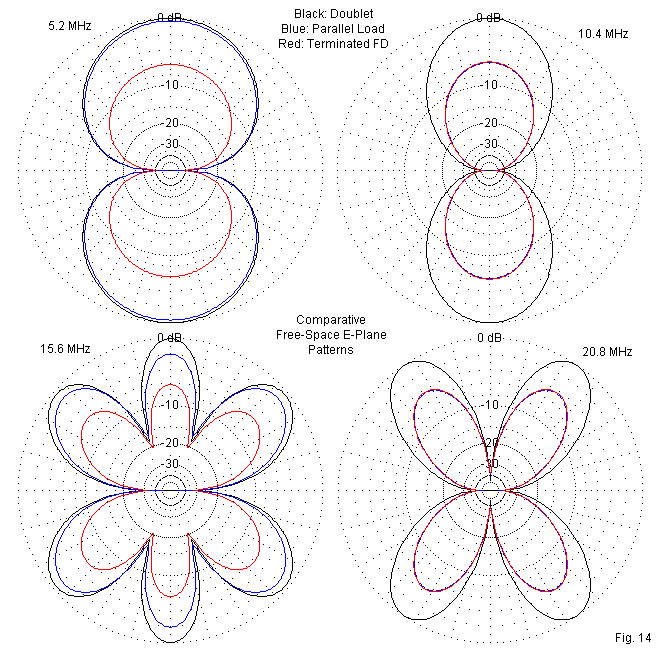 5.2 MHz
0 dB
-10
-20
-30
Black: Doublet
Blue: Parallel Load
Red: Terminated FD
10.4 MHz
0 dB
-10
-20
-30
Comparative
Free-Space E-Plane
Patterns
15.6 MHz
0 dB
-10
-20
-30
20.8 MHz
0 dB
-10
-20
30
Fig. 14